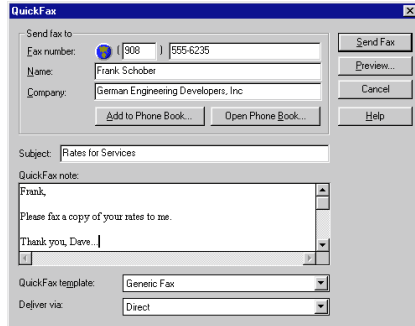 QuickFax
Send fax to
Fax number: ( 908 ) 555-6235
Name: Frank Schober
Company: German Engineering Developers, Inc
Add to Phone Book... Open Phone Book...
Send Fax
Preview...
Cancel
Help
Subject: Rates for Services
QuickFax note:
Frank,
Please fax a copy of your rates to me.
Thank you, Dave...
QuickFax template: Generic Fax
Deliver via: Direct